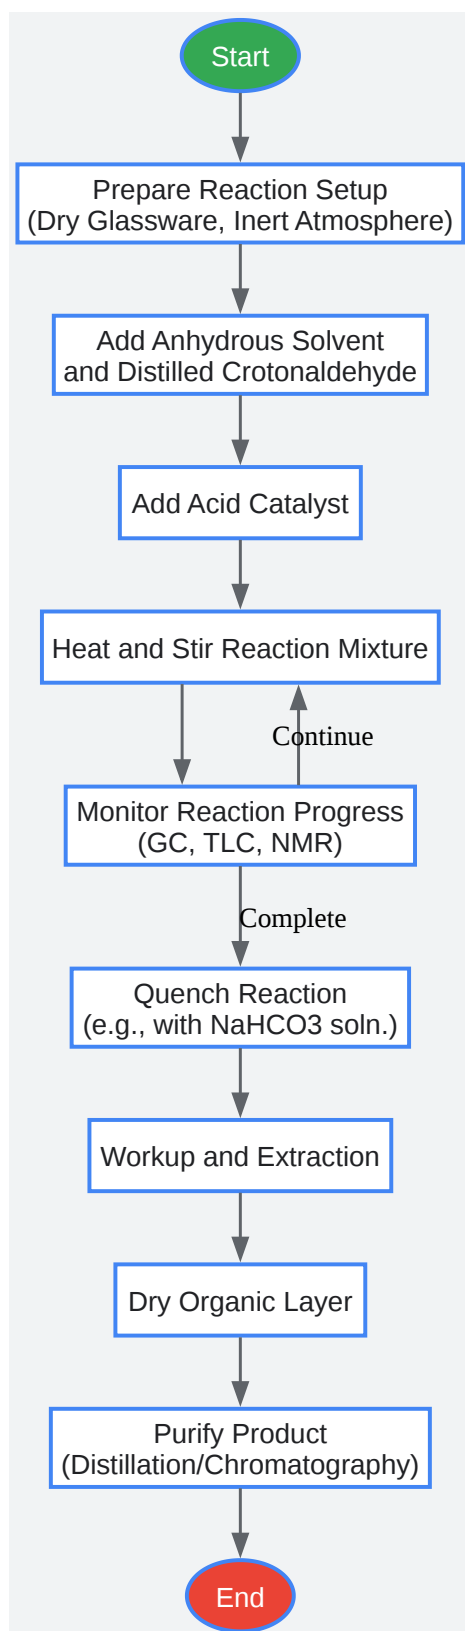 Start
Prepare Reaction Setup
(Dry Glassware, Inert Atmosphere)
Add Anhydrous Solvent
and Distilled Crotonaldehyde
Add Acid Catalyst
Heat and Stir Reaction Mixture
Continue
Monitor Reaction Progress
(GC, TLC, NMR)
Complete
Quench Reaction
(e.g., with NaHCO3 soln.)
Workup and Extraction
Dry Organic Layer
Purify Product
(Distillation/Chromatography)
End